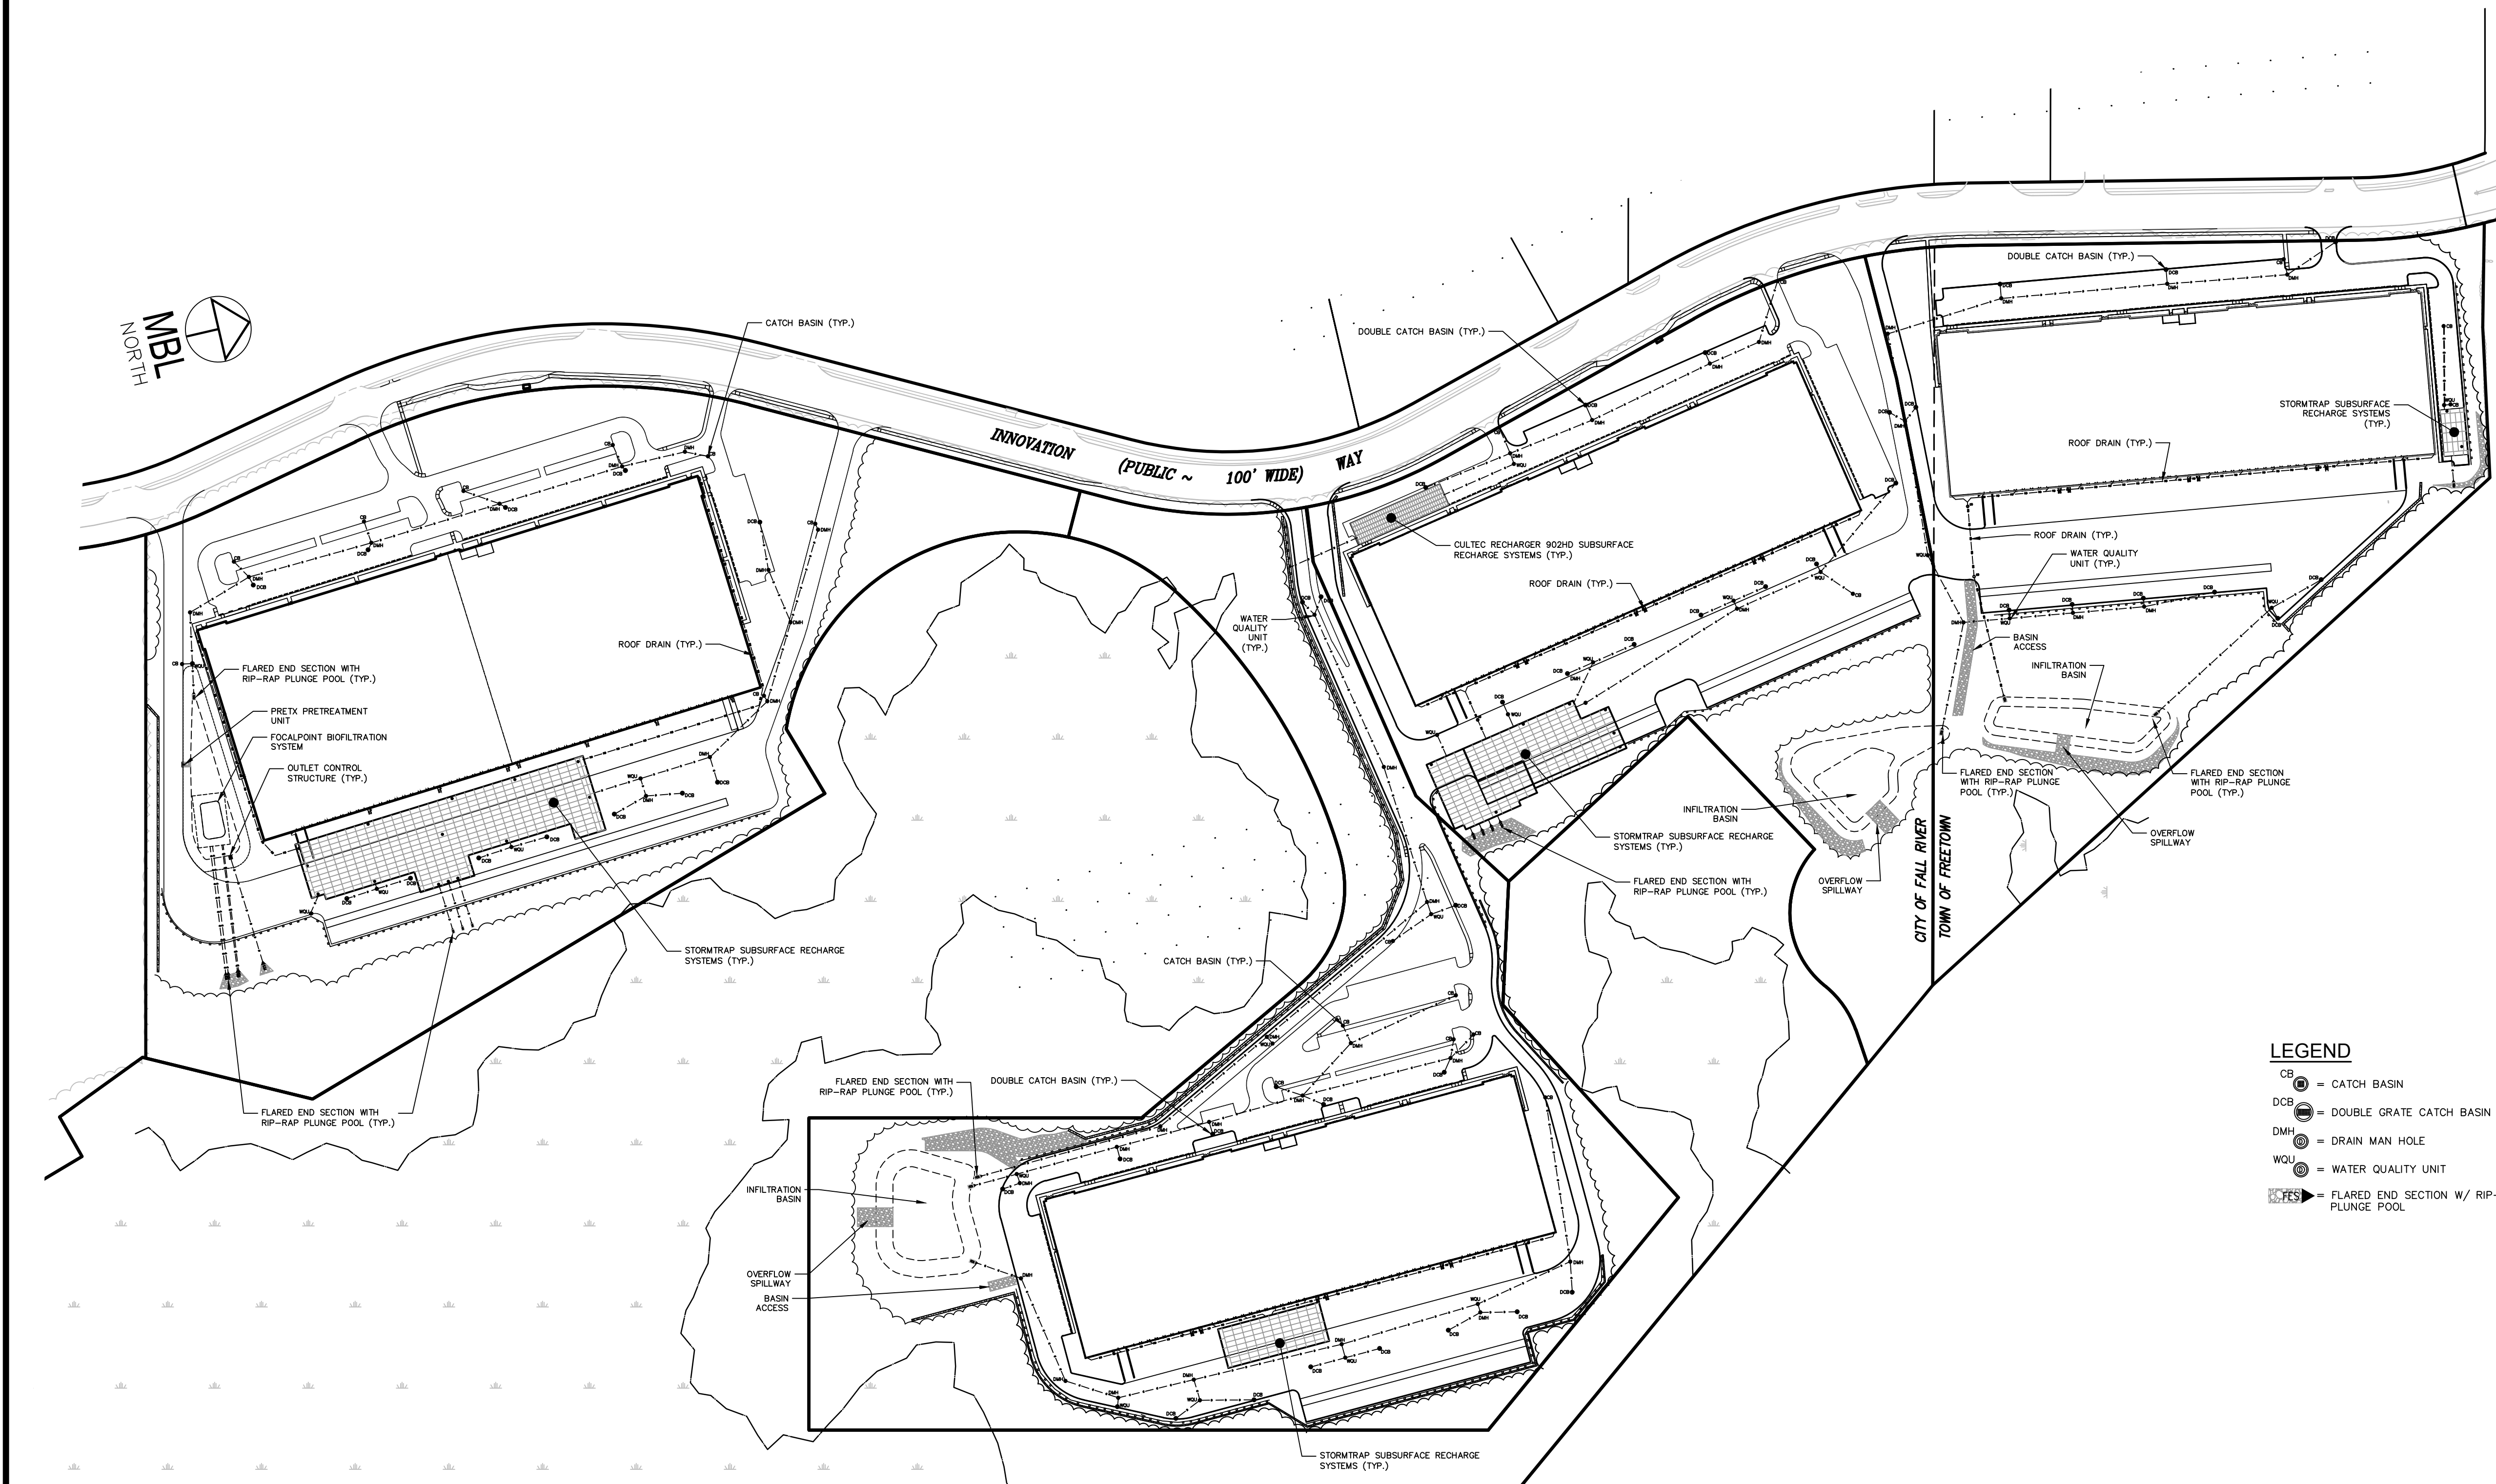 DOUBLE CATCH BASIN (TYP.)
MBL
NORTH
CATCH BASIN (TYP.)
DOUBLE CATCH BASIN (TYP.)
INNOVATION (PUBLIC ~ 100' WIDE) WAY
STORMTRAP SUBSURFACE
RECHARGE SYSTEMS
(TYP.)
ROOF DRAIN (TYP.)
CULTEC RECHARGER 902HD SUBSURFACE
RECHARGE SYSTEMS (TYP.)
ROOF DRAIN (TYP.)
WATER QUALITY
UNIT (TYP.)
ROOF DRAIN (TYP.)
WATER
QUALITY
UNIT
(TYP.)
ROOF DRAIN (TYP.)
BASIN
ACCESS
INFILTRATION
BASIN
FLARED END SECTION WITH
RIP-RAP PLUNGE POOL (TYP.)
PRETX PRETREATMENT
UNIT
FOCALPOINT BIOFILTRATION
SYSTEM
OUTLET CONTROL
STRUCTURE (TYP.)
FLARED END SECTION
WITH RIP-RAP PLUNGE
POOL (TYP.)
FLARED END SECTION
WITH RIP-RAP PLUNGE
POOL (TYP.)
INFILTRATION
BASIN
STORMTRAP SUBSURFACE RECHARGE
SYSTEMS (TYP.)
OVERFLOW
SPILLWAY
CITY OF FALL RIVER
TOWN OF FREETOWN
FLARED END SECTION WITH
RIP-RAP PLUNGE POOL (TYP.)
OVERFLOW
SPILLWAY
STORMTRAP SUBSURFACE RECHARGE
SYSTEMS (TYP.)
CATCH BASIN (TYP.)
FLARED END SECTION WITH
RIP-RAP PLUNGE POOL (TYP.)
DOUBLE CATCH BASIN (TYP.)
FLARED END SECTION WITH
RIP-RAP PLUNGE POOL (TYP.)
INFILTRATION
BASIN
OVERFLOW
SPILLWAY
BASIN
ACCESS
STORMTRAP SUBSURFACE RECHARGE
SYSTEMS (TYP.)
LEGEND
CB = CATCH BASIN
DCB = DOUBLE GRATE CATCH BASIN
DMH = DRAIN MAN HOLE
WQU = WATER QUALITY UNIT
FES = FLARED END SECTION W/ RIP-
PLUNGE POOL